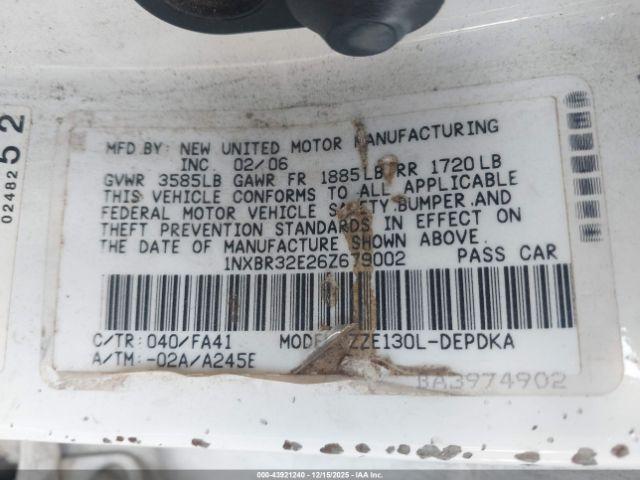 02482 52
MFD.BY: NEW UNITED MOTOR MANUFACTURING
INC. 02/06
GVWR 3585LB GAWR FR 1885LB RR 1720LB
THIS VEHICLE CONFORMS TO ALL APPLICABLE
FEDERAL MOTOR VEHICLE SAFETY,BUMPER,AND
THEFT PREVENTION STANDARDS IN EFFECT ON
THE DATE OF MANUFACTURE SHOWN ABOVE.
1NXBR32E26Z679002 PASS CAR
C/TR:040/FA41 MODEL:ZZE130L-DEPDKA
A/TM:-02A/A245E
BA3974902
000-43921240 12/15/2025 IAAI.COM